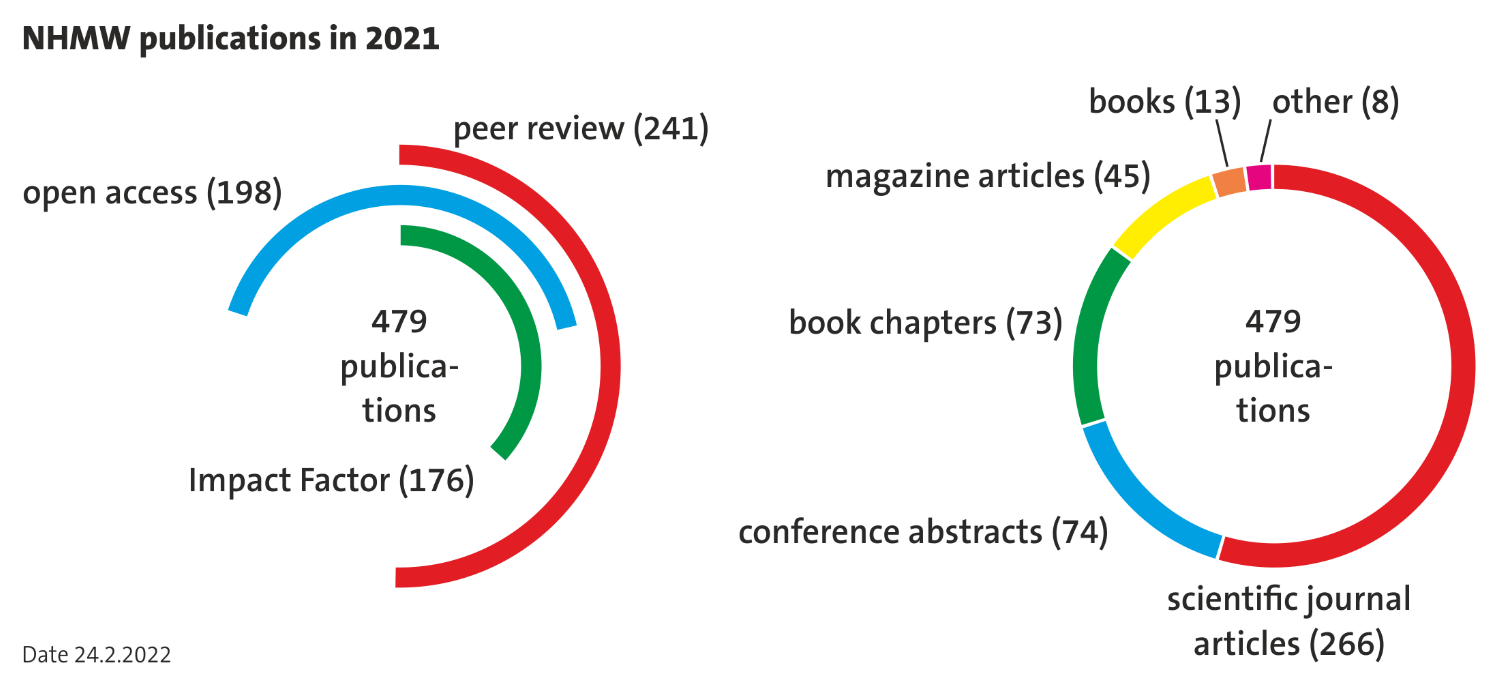 NHMW publications in 2021
peer review (241)
open access (198)
479
publica-
tions
Impact Factor (176)
books (13)
other (8)
magazine articles (45)
book chapters (73)
479
publica-
tions
conference abstracts (74)
scientific journal
articles (266)
Date 24.2.2022